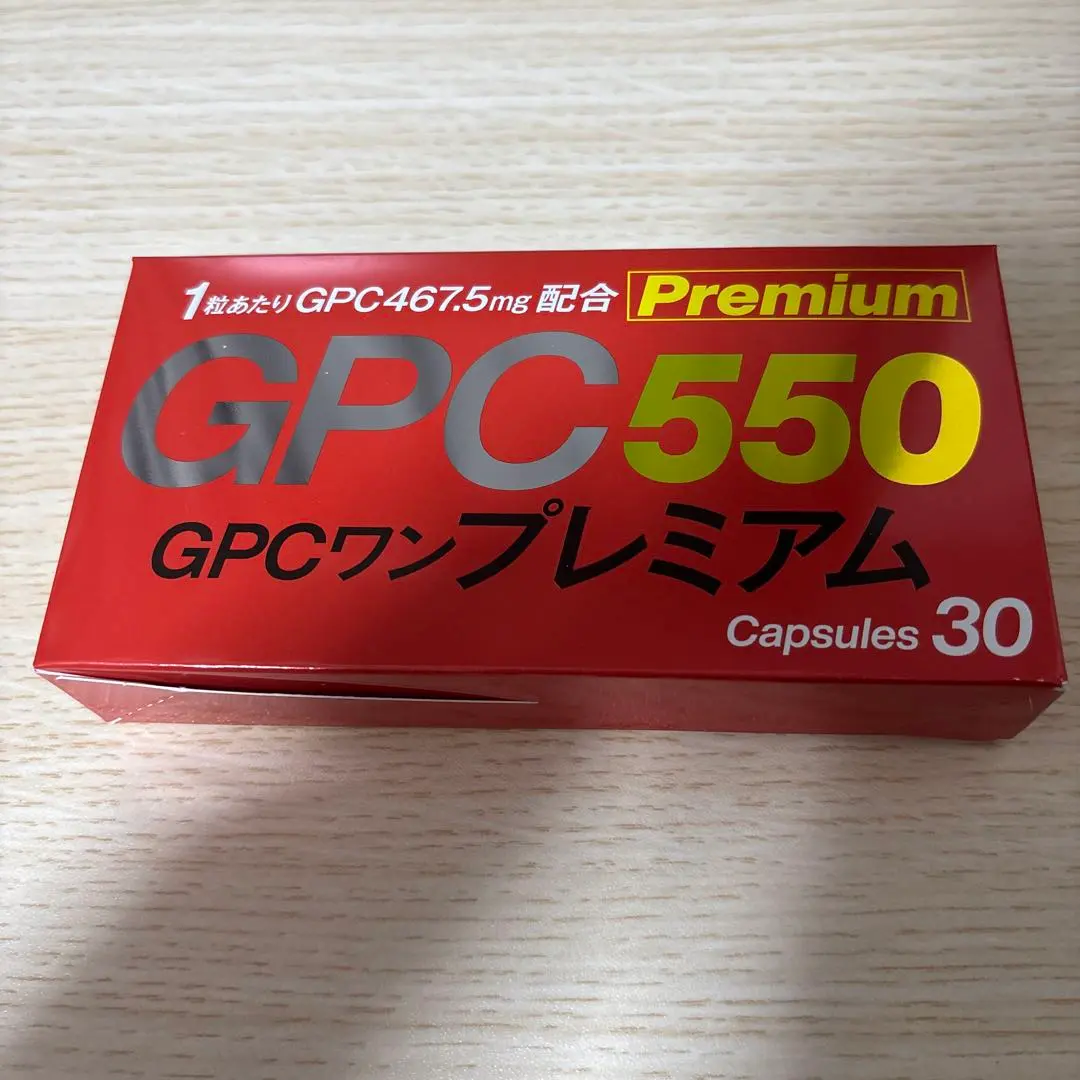 1粒あたりGPC467.5mg配合 Premium
GPC550
GPCワンプレミアム
Capsules 30